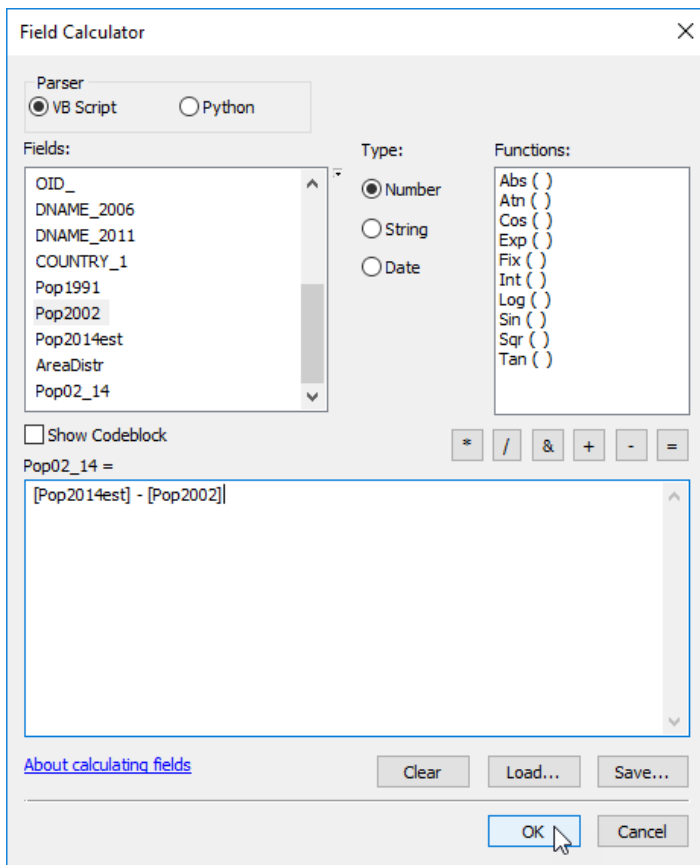 Field Calculator
Parser
VB Script Python
Fields:
Type:
Functions:
OID_
DNAME_2006
DNAME_2011
COUNTRY_1
Pop1991
Pop2002
Pop2014est
AreaDistr
Pop02_14
Number
String
Date
Abs ( )
Atn ( )
Cos ( )
Exp ( )
Fix ( )
Int ( )
Log ( )
Sin ( )
Sqr ( )
Tan ( )
Show Codeblock
* / & + - =
Pop02_14 =
[Pop2014est] - [Pop2002]
About calculating fields
Clear Load... Save...
OK Cancel